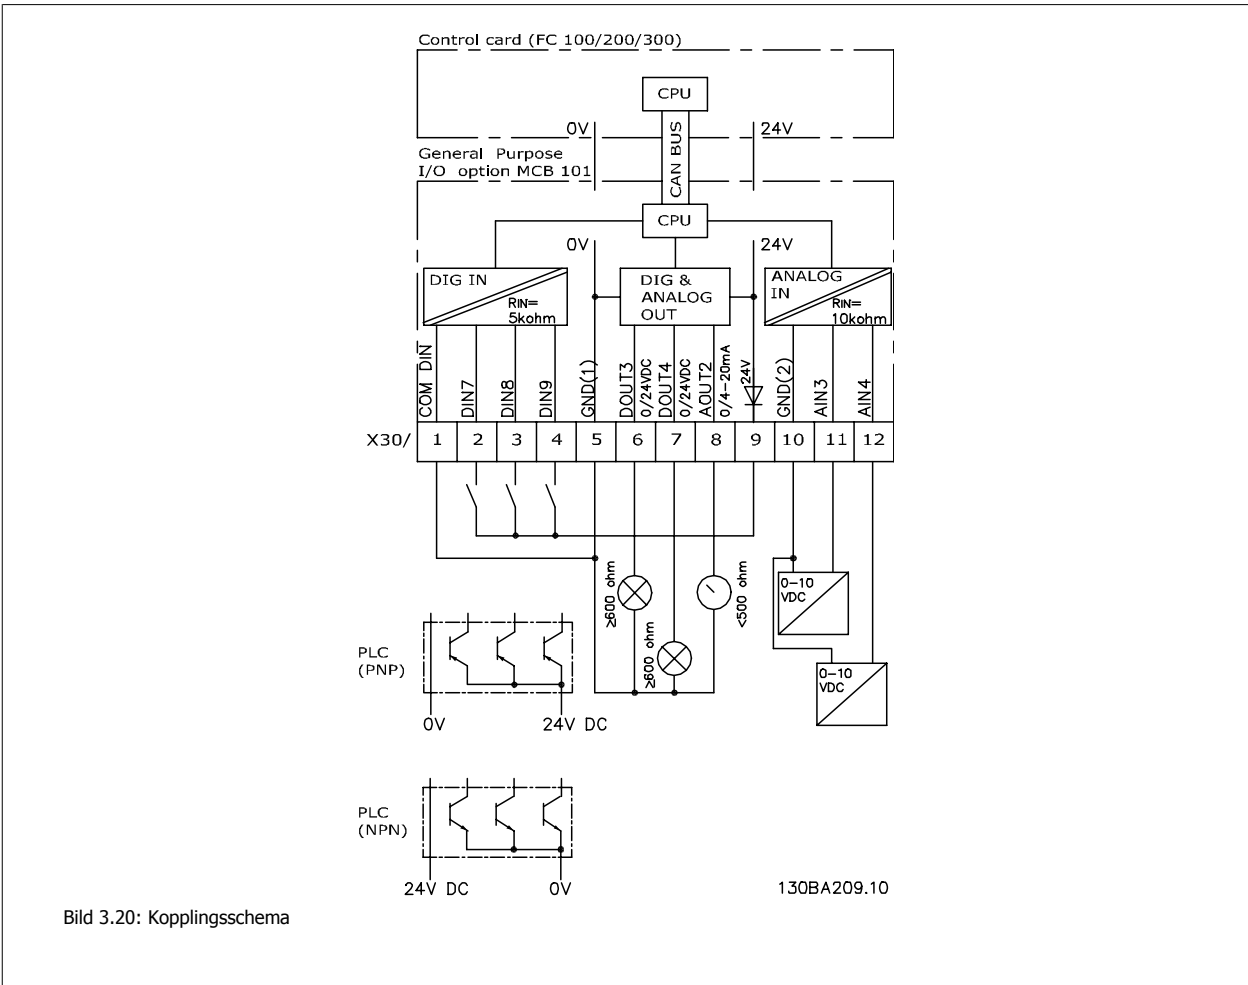 Control card (FC 100/200/300)
CPU
0V
24V
CAN BUS
General Purpose
I/O option MCB 101
CPU
0V
24V
DIG IN
RIN=
5kohm
DIG &
ANALOG
OUT
ANALOG
IN
RIN=
10kohm
COM DIN
DIN7
DIN8
DIN9
GND(1)
DOUT3
0/24VDC
DOUT4
0/24VDC
AOUT2
0/4-20mA
24V
GND(2)
AIN3
AIN4
X30/
1
2
3
4
5
6
7
8
9
10
11
12
≥600 ohm
≥600 ohm
<500 ohm
0-10
VDC
0-10
VDC
PLC
(PNP)
0V
24V DC
PLC
(NPN)
24V DC
0V
130BA209.10
Bild 3.20: Kopplingsschema